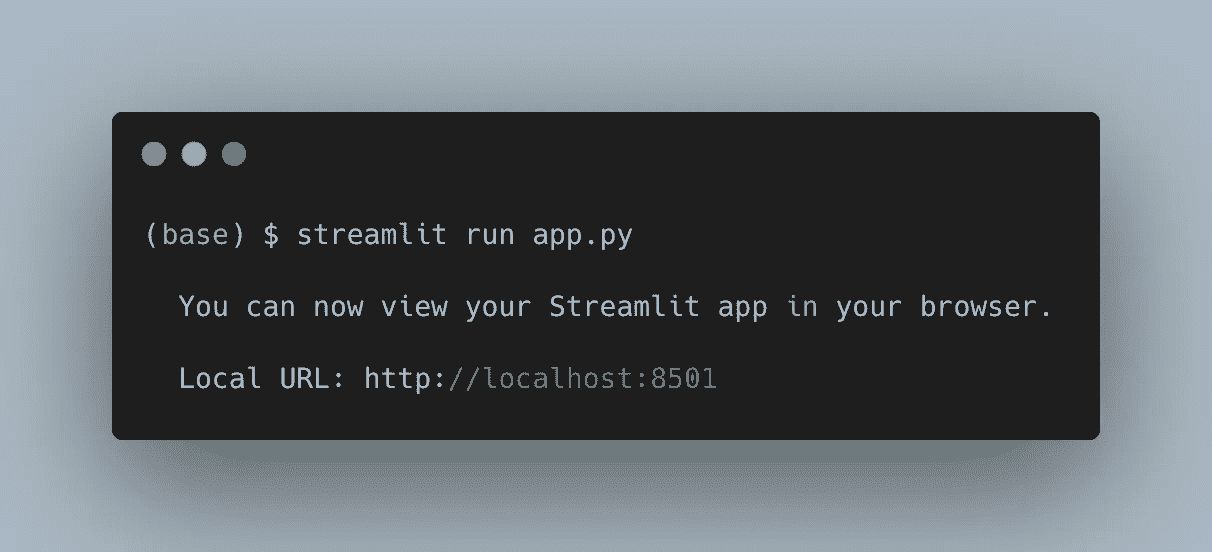 (base) $ streamlit run app.py
You can now view your Streamlit app in your browser.
Local URL: http://localhost:8501